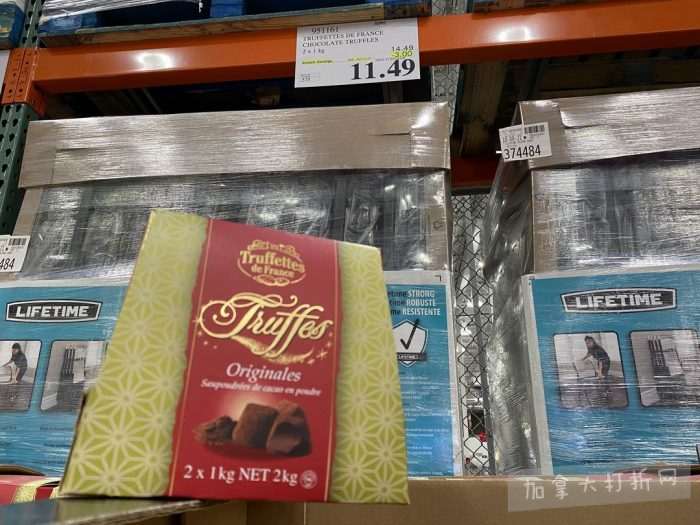 951161
TRUFFETTES DE FRANCE
CHOCOLATE TRUFFLES
2 x 1 kg
14.49
-3.00
11.49
374484
484
LIFETIME
STRONG
ROBUSTE
RESISTENTE
LIFETIME
Truffettes
de France
Truffes
Originales
Saupoudrées de cacao en poudre
2 x 1kg NET 2kg
加拿大打折网